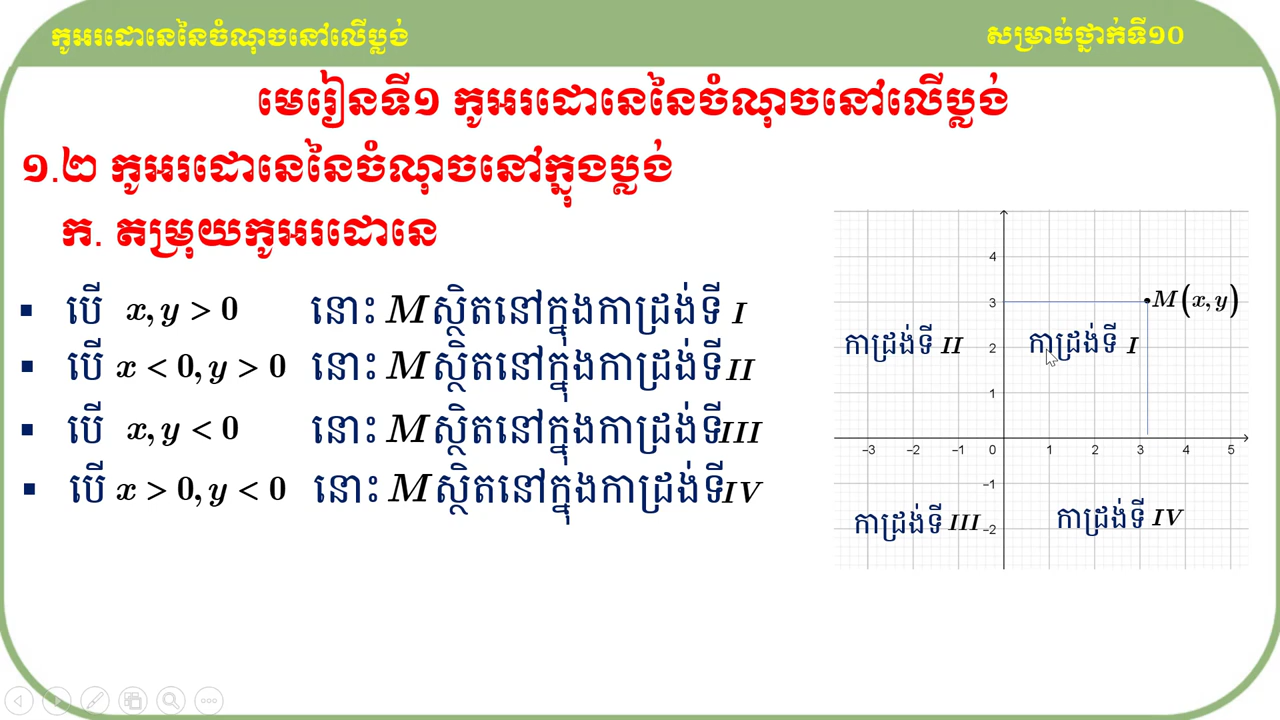 កូអរដោនេនៃចំណុចនៅលើប្លង់
សម្រាប់ថ្នាក់ទី១០
មេរៀនទី១ កូអរដោនេនៃចំណុចនៅលើប្លង់
១.២ កូអរដោនេនៃចំណុចនៅក្នុងប្លង់
ក. តម្រុយកូអរដោនេ
▪ បើ x, y > 0 នោះ M ស្ថិតនៅក្នុងកាដ្រង់ទី I
▪ បើ x < 0, y > 0 នោះ M ស្ថិតនៅក្នុងកាដ្រង់ទី II
▪ បើ x, y < 0 នោះ M ស្ថិតនៅក្នុងកាដ្រង់ទី III
▪ បើ x > 0, y < 0 នោះ M ស្ថិតនៅក្នុងកាដ្រង់ទី IV
4
3
M(x, y)
កាដ្រង់ទី II
2
កាដ្រង់ទី I
1
–3 –2 –1 0 1 2 3 4 5
–1
កាដ្រង់ទី III
–2
កាដ្រង់ទី IV